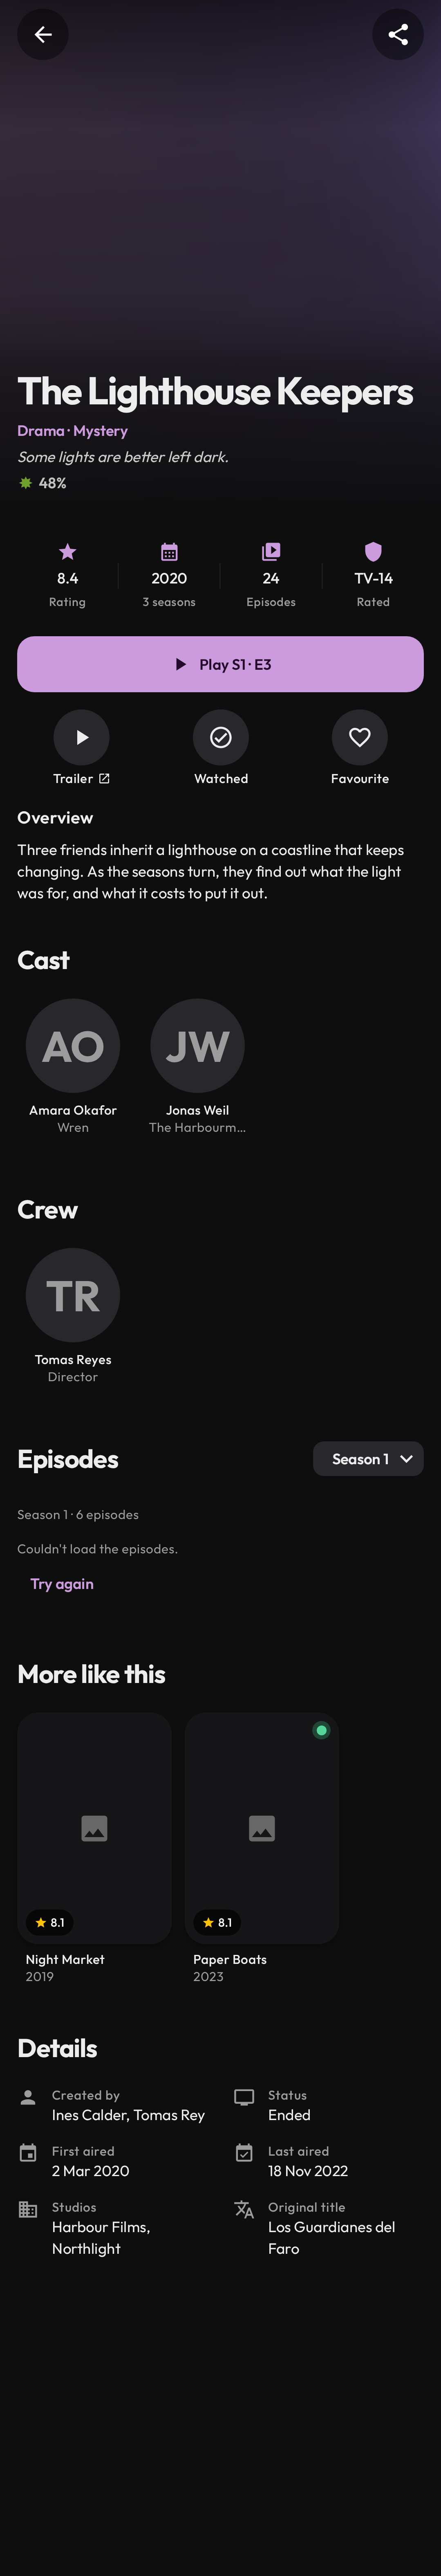 The Lighthouse Keepers
Drama · Mystery
Some lights are better left dark.
48%
8.4
Rating
2020
3 seasons
24
Episodes
TV-14
Rated
Play S1 · E3
Trailer
Watched
Favourite
Overview
Three friends inherit a lighthouse on a coastline that keeps
changing. As the seasons turn, they find out what the light
was for, and what it costs to put it out.
Cast
AO
Amara Okafor
Wren
JW
Jonas Weil
The Harbourm...
Crew
TR
Tomas Reyes
Director
Episodes
Season 1
Season 1 · 6 episodes
Couldn't load the episodes.
Try again
More like this
8.1
Night Market
2019
8.1
Paper Boats
2023
Details
Created by
Ines Calder, Tomas Rey
Status
Ended
First aired
2 Mar 2020
Last aired
18 Nov 2022
Studios
Harbour Films,
Northlight
Original title
Los Guardianes del
Faro